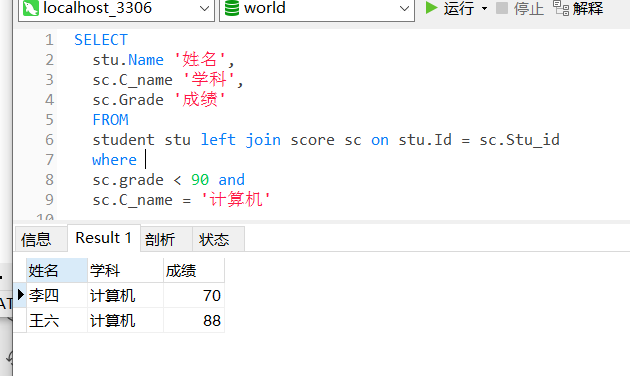 localhost_3306 world 运行 停止 解释
1 SELECT
2 stu.Name '姓名',
3 sc.C_name '学科',
4 sc.Grade '成绩'
5 FROM
6 student stu left join score sc on stu.Id = sc.Stu_id
7 where
8 sc.grade < 90 and
9 sc.C_name = '计算机'
10
信息 Result 1 剖析 状态
姓名 学科 成绩
李四 计算机 70
王六 计算机 88